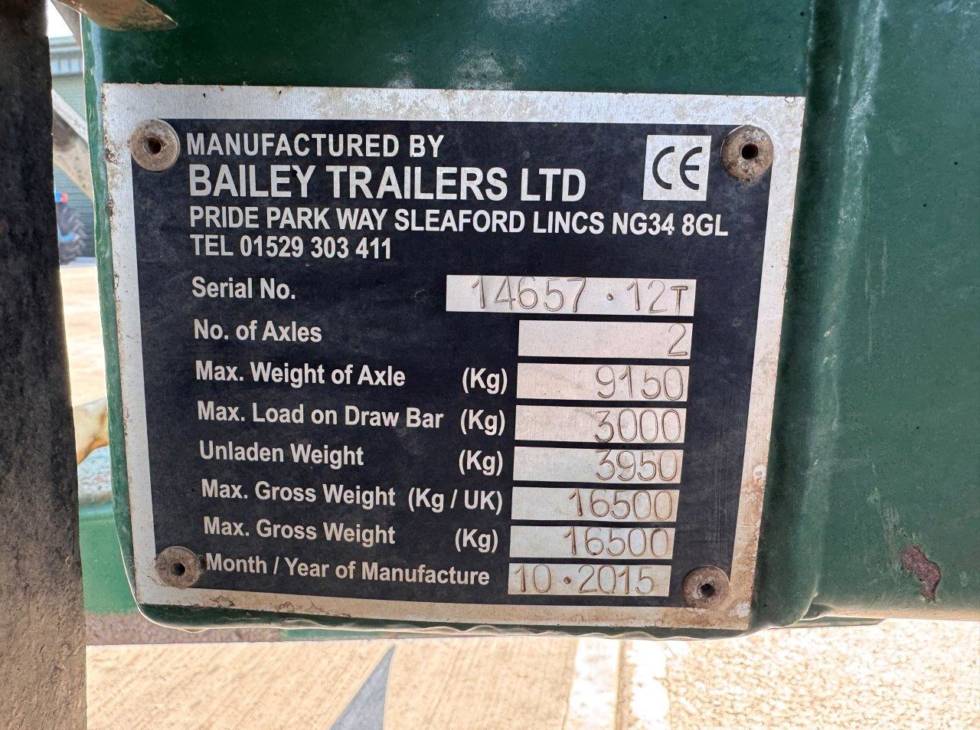 MANUFACTURED BY
BAILEY TRAILERS LTD
CE
PRIDE PARK WAY SLEAFORD LINCS NG34 8GL
TEL 01529 303 411
Serial No. 14657 · 12T
No. of Axles 2
Max. Weight of Axle (Kg) 9150
Max. Load on Draw Bar (Kg) 3000
Unladen Weight (Kg) 3950
Max. Gross Weight (Kg / UK) 16500
Max. Gross Weight (Kg) 16500
Month / Year of Manufacture 10 · 2015